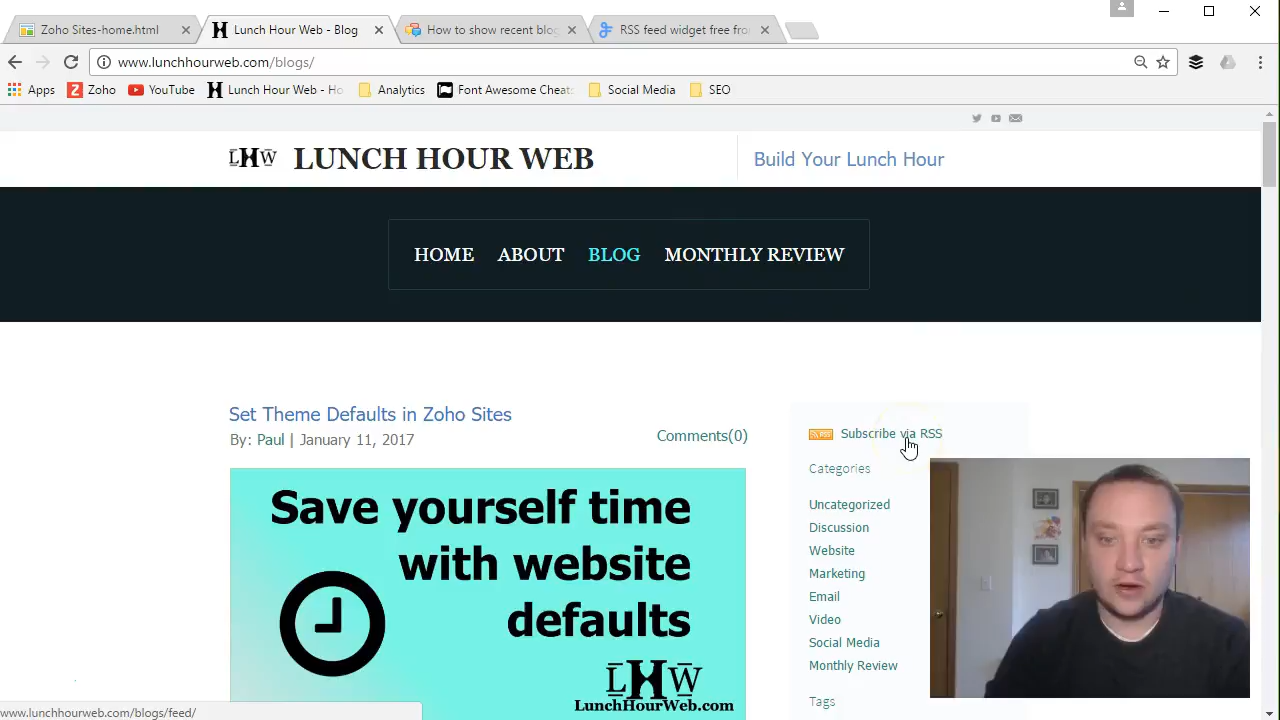 Zoho Sites-home.html
Lunch Hour Web - Blog
How to show recent blog
RSS feed widget free fro
www.lunchhourweb.com/blogs/
Apps
Zoho
YouTube
Lunch Hour Web - Ho
Analytics
Font Awesome Cheat
Social Media
SEO
LHW
LUNCH HOUR WEB
Build Your Lunch Hour
HOME
ABOUT
BLOG
MONTHLY REVIEW
Set Theme Defaults in Zoho Sites
By: Paul | January 11, 2017
Comments(0)
Save yourself time
with website
defaults
LHW
LunchHourWeb.com
RSS
Subscribe via RSS
Categories
Uncategorized
Discussion
Website
Marketing
Email
Video
Social Media
Monthly Review
Tags
www.lunchhourweb.com/blogs/feed/